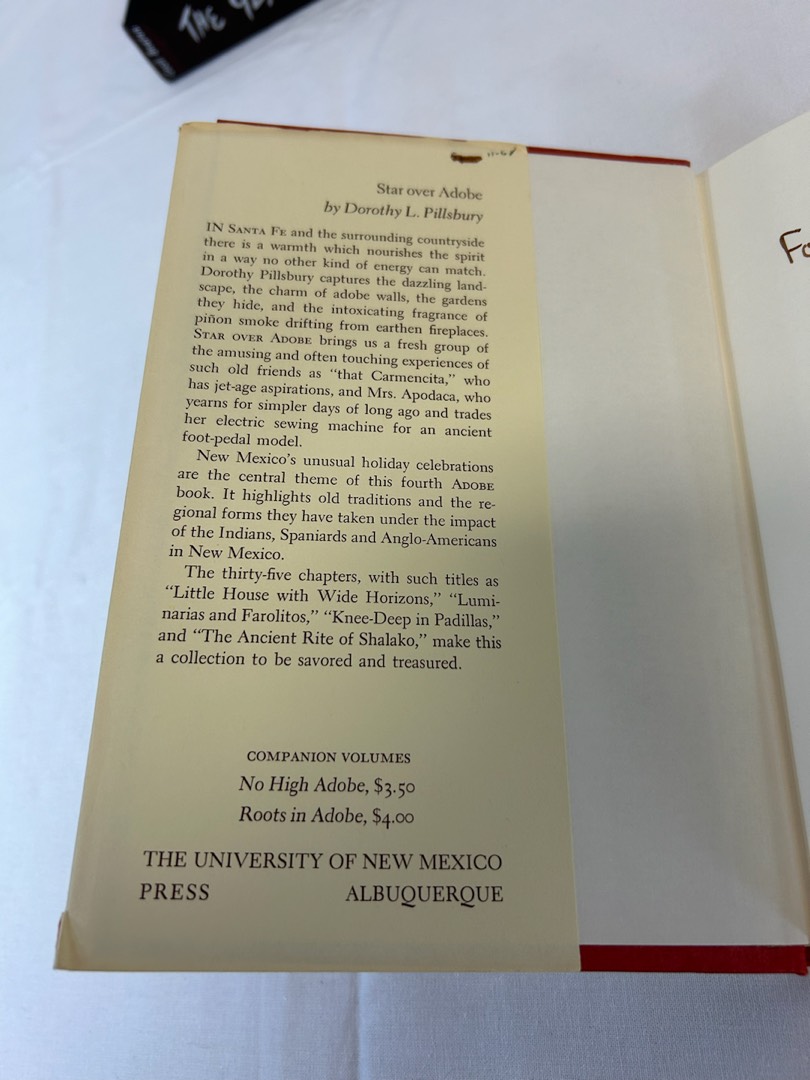 THE
Star over Adobe
by Dorothy L. Pillsbury
IN SANTA FE and the surrounding countryside
there is a warmth which nourishes the spirit
in a way no other kind of energy can match.
Dorothy Pillsbury captures the dazzling land-
scape, the charm of adobe walls, the gardens
they hide, and the intoxicating fragrance of
piñon smoke drifting from earthen fireplaces.
STAR OVER ADOBE brings us a fresh group of
the amusing and often touching experiences of
such old friends as "that Carmencita," who
has jet-age aspirations, and Mrs. Apodaca, who
yearns for simpler days of long ago and trades
her electric sewing machine for an ancient
foot-pedal model.
New Mexico's unusual holiday celebrations
are the central theme of this fourth ADOBE
book. It highlights old traditions and the re-
gional forms they have taken under the impact
of the Indians, Spaniards and Anglo-Americans
in New Mexico.
The thirty-five chapters, with such titles as
"Little House with Wide Horizons," "Lumi-
narias and Farolitos," "Knee-Deep in Padillas,"
and "The Ancient Rite of Shalako," make this
a collection to be savored and treasured.
COMPANION VOLUMES
No High Adobe, $3.50
Roots in Adobe, $4.00
THE UNIVERSITY OF NEW MEXICO
PRESS ALBUQUERQUE